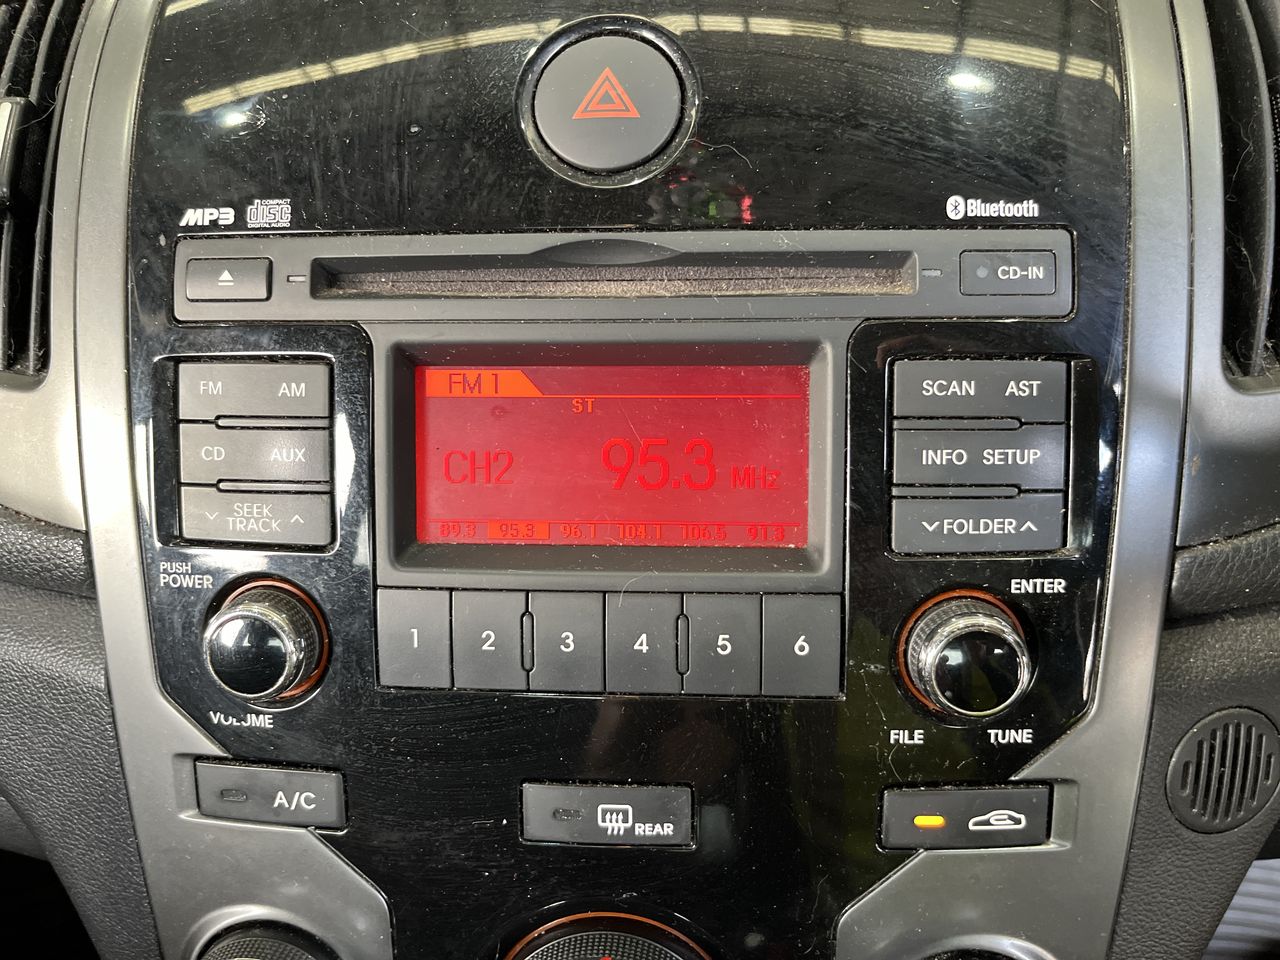 MP3 COMPACT disc DIGITAL AUDIO
Bluetooth
CD-IN
FM AM
CD AUX
SEEK
TRACK
FM 1
ST
CH2 95.3 MHz
89.3 95.3 96.1 104.1 106.5 91.3
SCAN AST
INFO SETUP
FOLDER
PUSH
POWER
VOLUME
1 2 3 4 5 6
ENTER
FILE TUNE
A/C
REAR